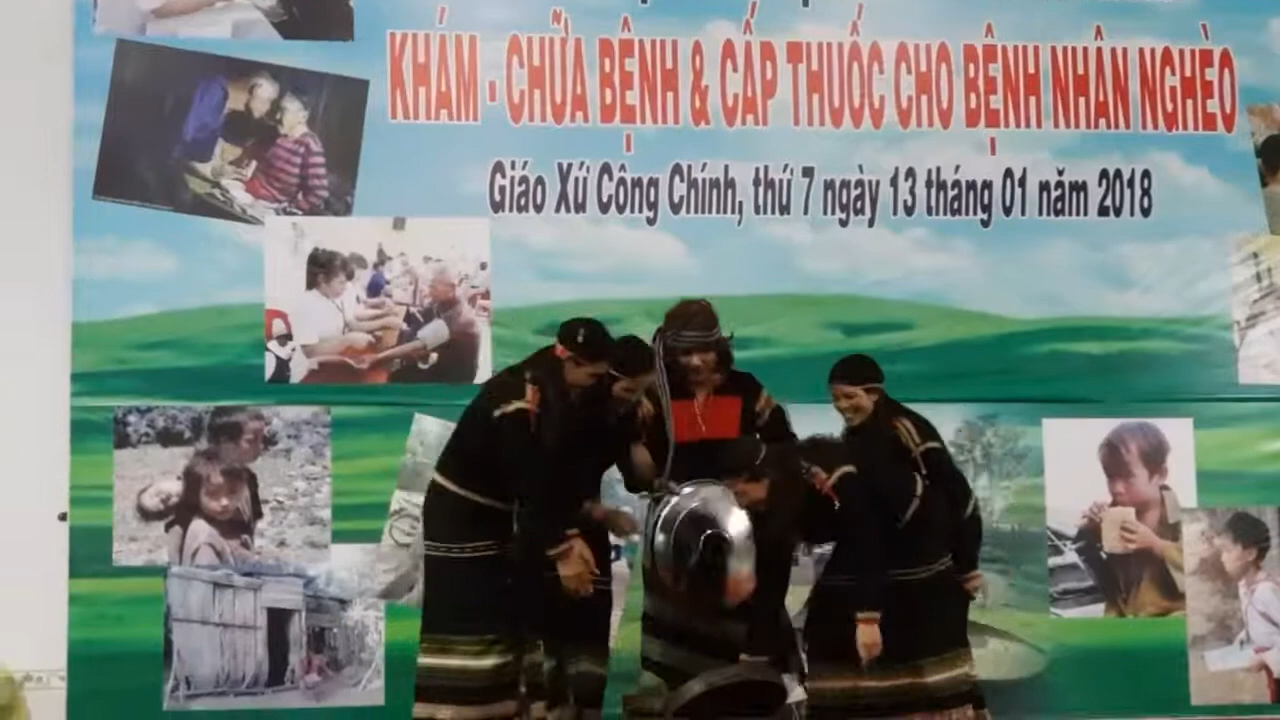 KHÁM - CHỮA BỆNH & CẤP THUỐC CHO BỆNH NHÂN NGHÈO
Giáo Xứ Công Chính, thứ 7 ngày 13 tháng 01 năm 2018